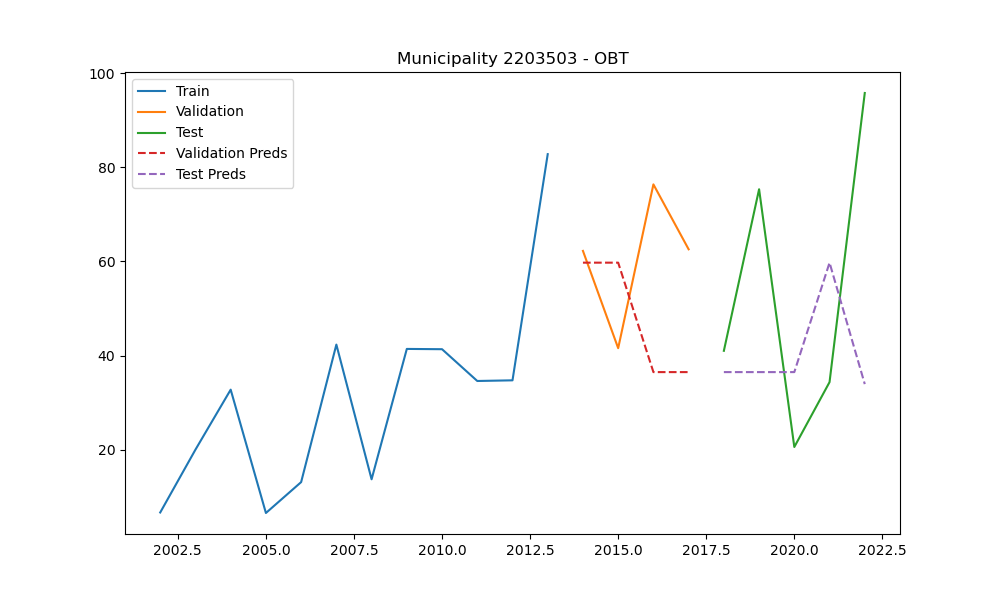 Municipality 2203503 - OBT
Train
Validation
Test
Validation Preds
Test Preds
100
80
60
40
20
2002.5 2005.0 2007.5 2010.0 2012.5 2015.0 2017.5 2020.0 2022.5